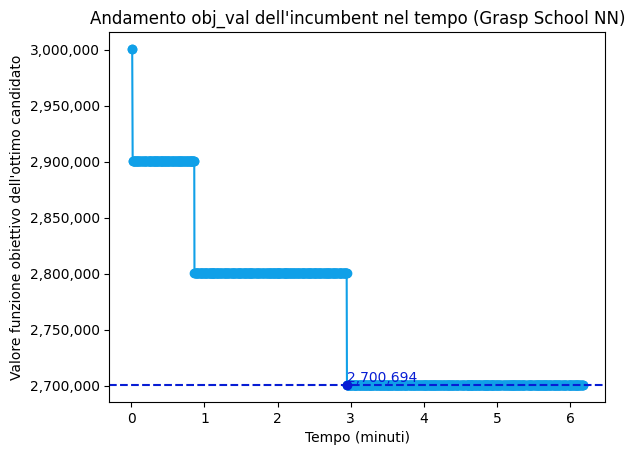 Andamento obj_val dell'incumbent nel tempo (Grasp School NN)
Valore funzione obiettivo dell'ottimo candidato
3,000,000
2,950,000
2,900,000
2,850,000
2,800,000
2,750,000
2,700,000
2,700,694
0 1 2 3 4 5 6
Tempo (minuti)